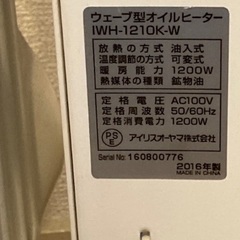 ウェーブ型オイルヒーター
IWH-1210K-W
放熱の方式 油入式
温度調節の方式 可変式
暖房能力 1200W
熱媒体の種類 鉱物油
定格電圧 AC100V
定格周波数 50/60Hz
定格消費電力 1200W
PSE
アイリスオーヤマ株式会社
2016年製
Serial No. 160800776